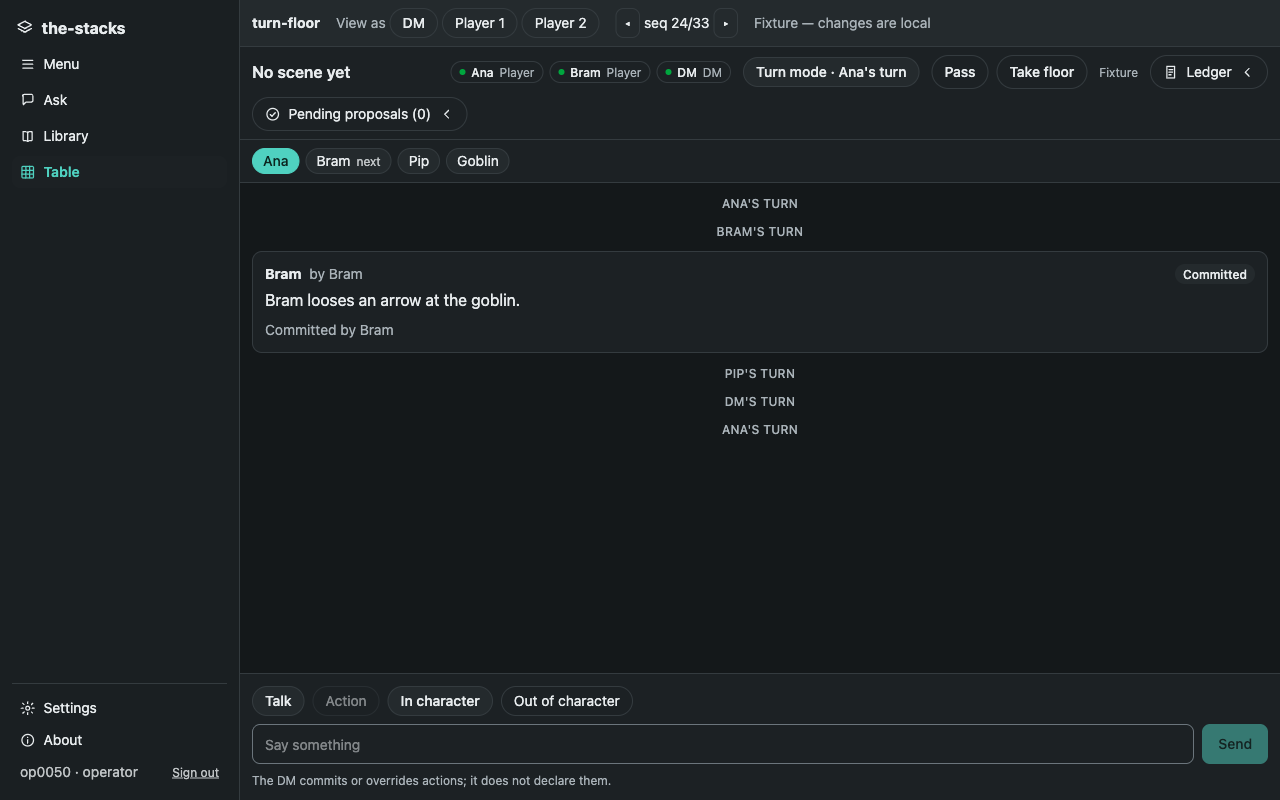 the-stacks
Menu
Ask
Library
Table
Settings
About
op0050 · operator Sign out
turn-floor View as DM Player 1 Player 2 ◂ seq 24/33 ▸ Fixture — changes are local
No scene yet Ana Player Bram Player DM DM Turn mode · Ana's turn Pass Take floor Fixture Ledger
Pending proposals (0)
Ana Bram next Pip Goblin
ANA'S TURN
BRAM'S TURN
Bram by Bram Committed
Bram looses an arrow at the goblin.
Committed by Bram
PIP'S TURN
DM'S TURN
ANA'S TURN
Talk Action In character Out of character
Say something Send
The DM commits or overrides actions; it does not declare them.